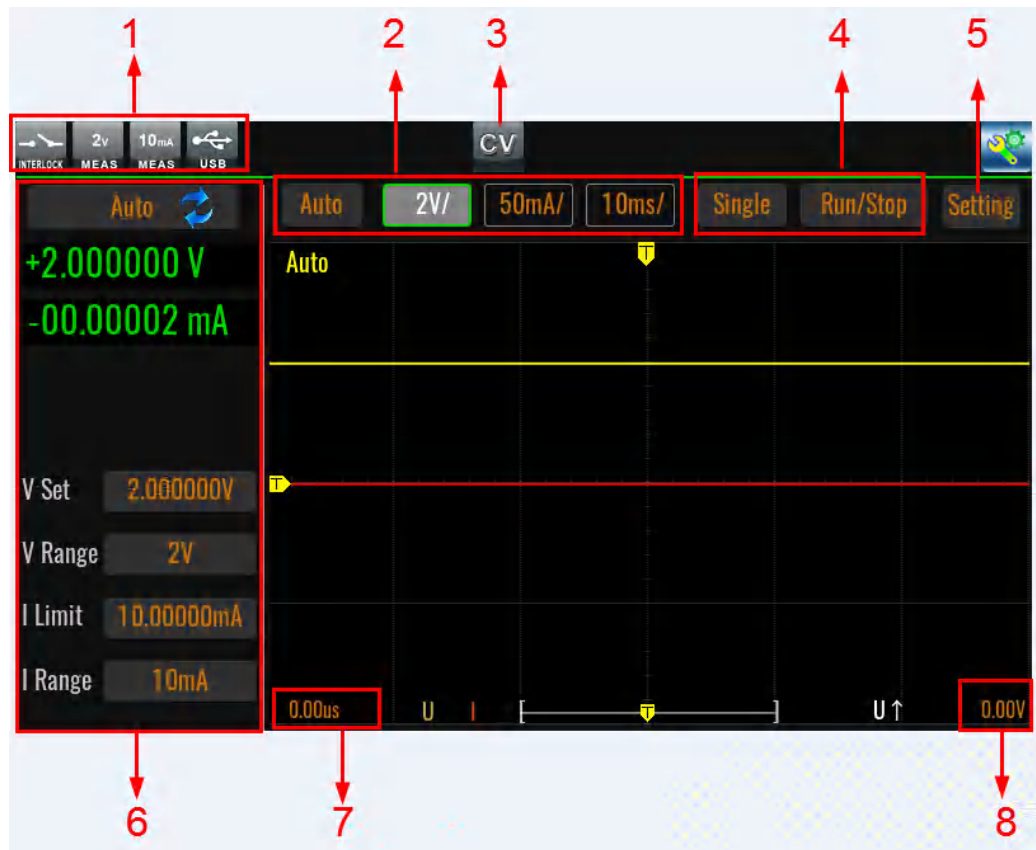 1 2 3 4 5
INTERLOCK 2V MEAS 10mA MEAS USB CV
Auto Auto 2V/ 50mA/ 10ms/ Single Run/Stop Setting
+2.000000 V
Auto T
-00.00002 mA
V Set 2.000000V T
V Range 2V
I Limit 10.00000mA
I Range 10mA
0.00us U I [ T ] U↑ 0.00V
6 7 8